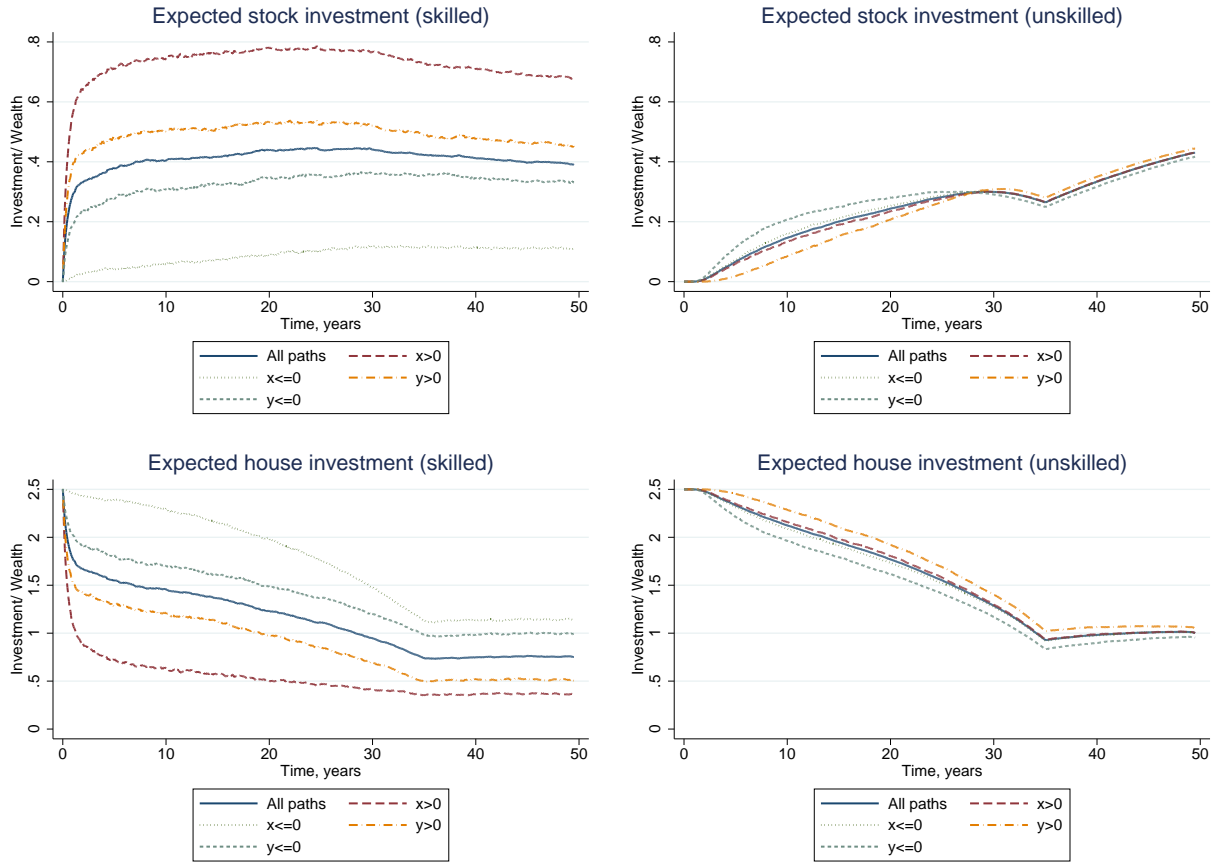 Expected stock investment (skilled)
Investment/ Wealth
.8
.6
.4
.2
0
0 10 20 30 40 50
Time, years
All paths x>0
x<=0 y>0
y<=0
Expected stock investment (unskilled)
Investment/ Wealth
.8
.6
.4
.2
0
0 10 20 30 40 50
Time, years
All paths x>0
x<=0 y>0
y<=0
Expected house investment (skilled)
Investment/ Wealth
2.5
2
1.5
1
.5
0
0 10 20 30 40 50
Time, years
All paths x>0
x<=0 y>0
y<=0
Expected house investment (unskilled)
Investment/ Wealth
2.5
2
1.5
1
.5
0
0 10 20 30 40 50
Time, years
All paths x>0
x<=0 y>0
y<=0